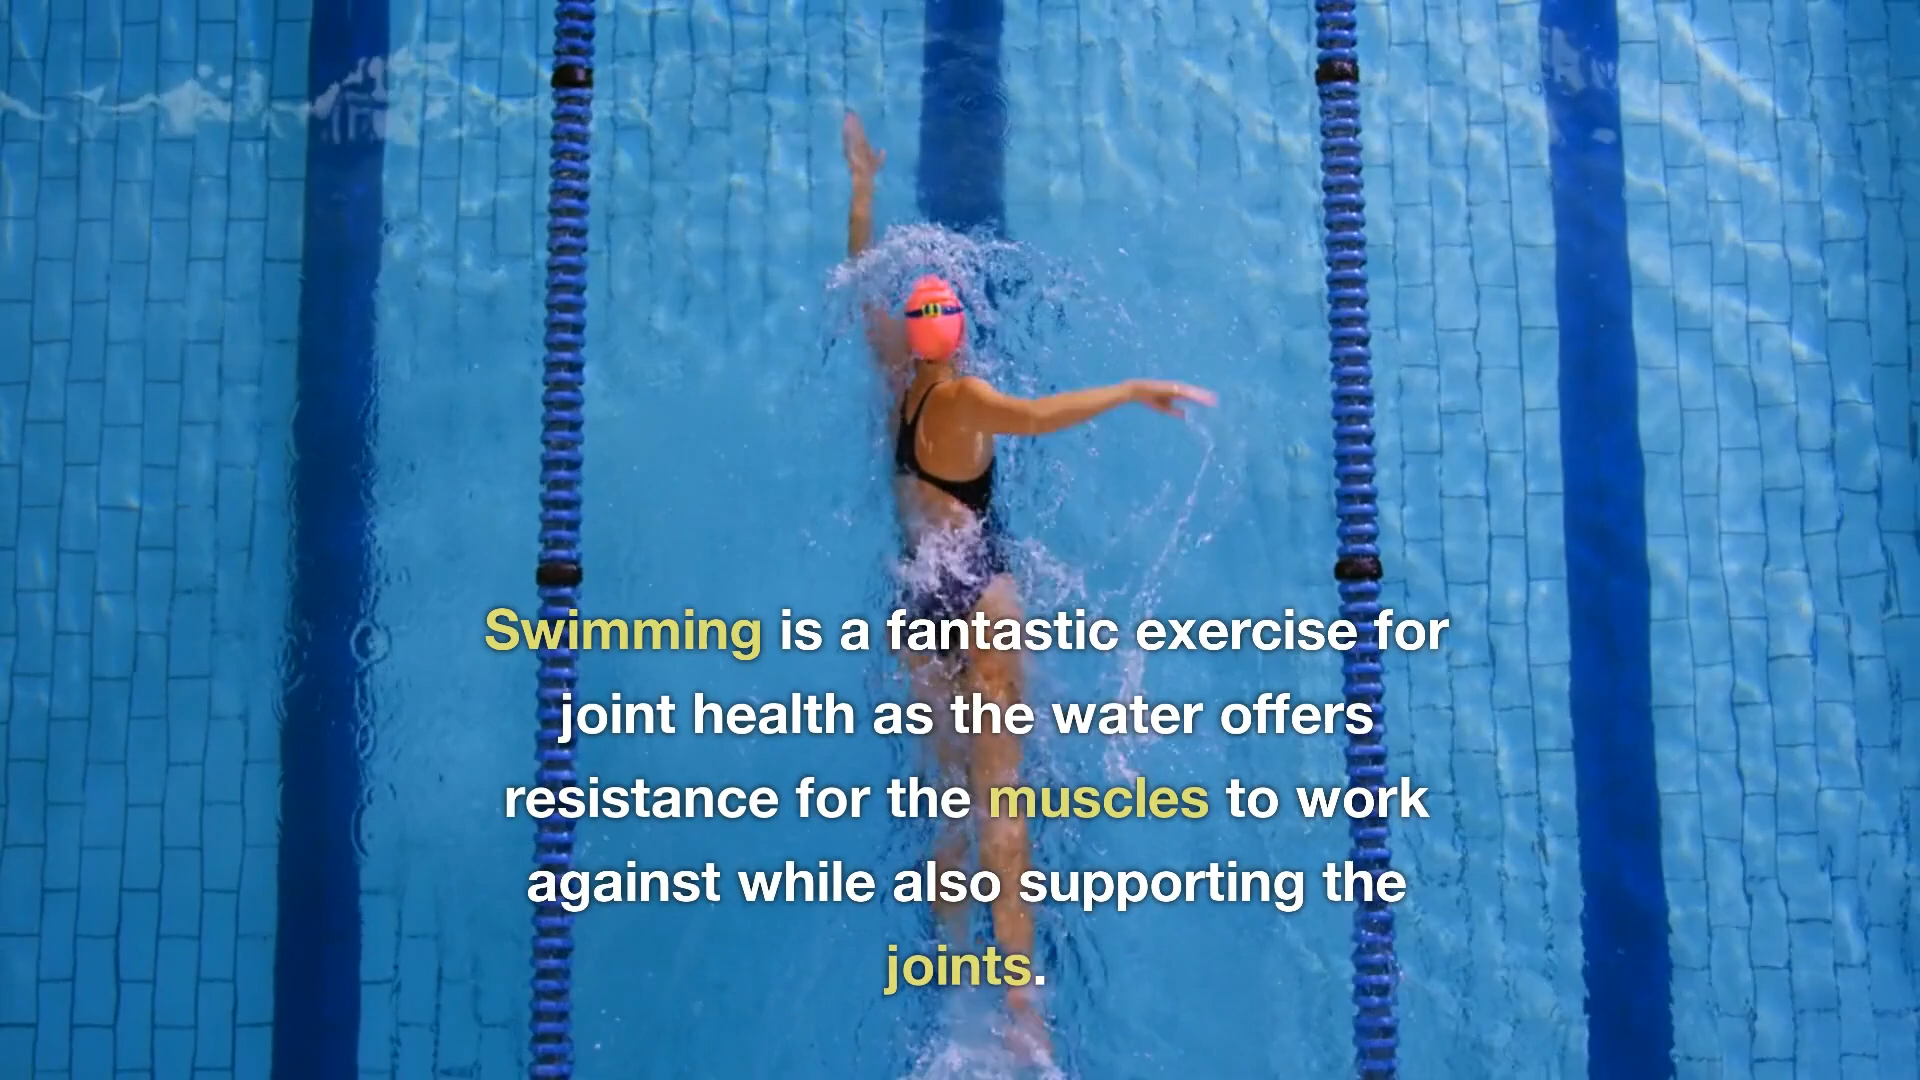 Swimming is a fantastic exercise for
joint health as the water offers
resistance for the muscles to work
against while also supporting the
joints.